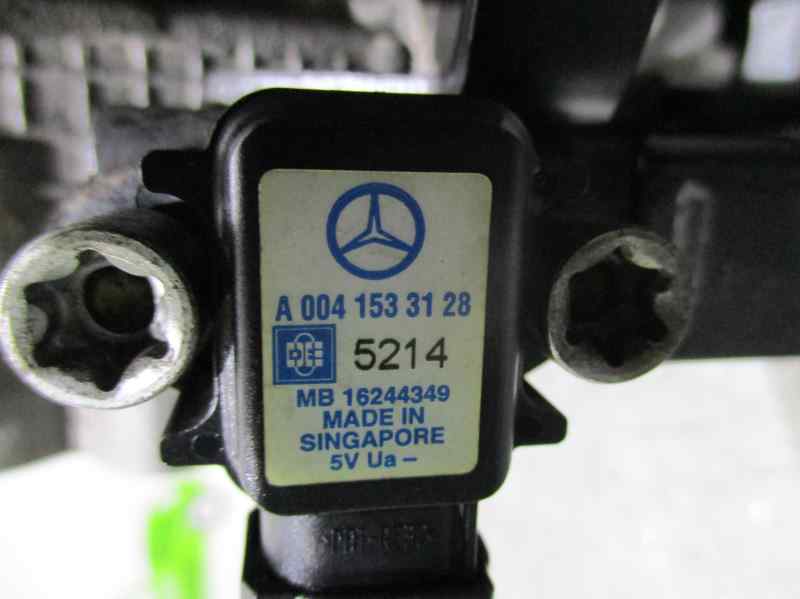 A 004 153 31 28
5214
MB 16244349
MADE IN
SINGAPORE
5V Ua –